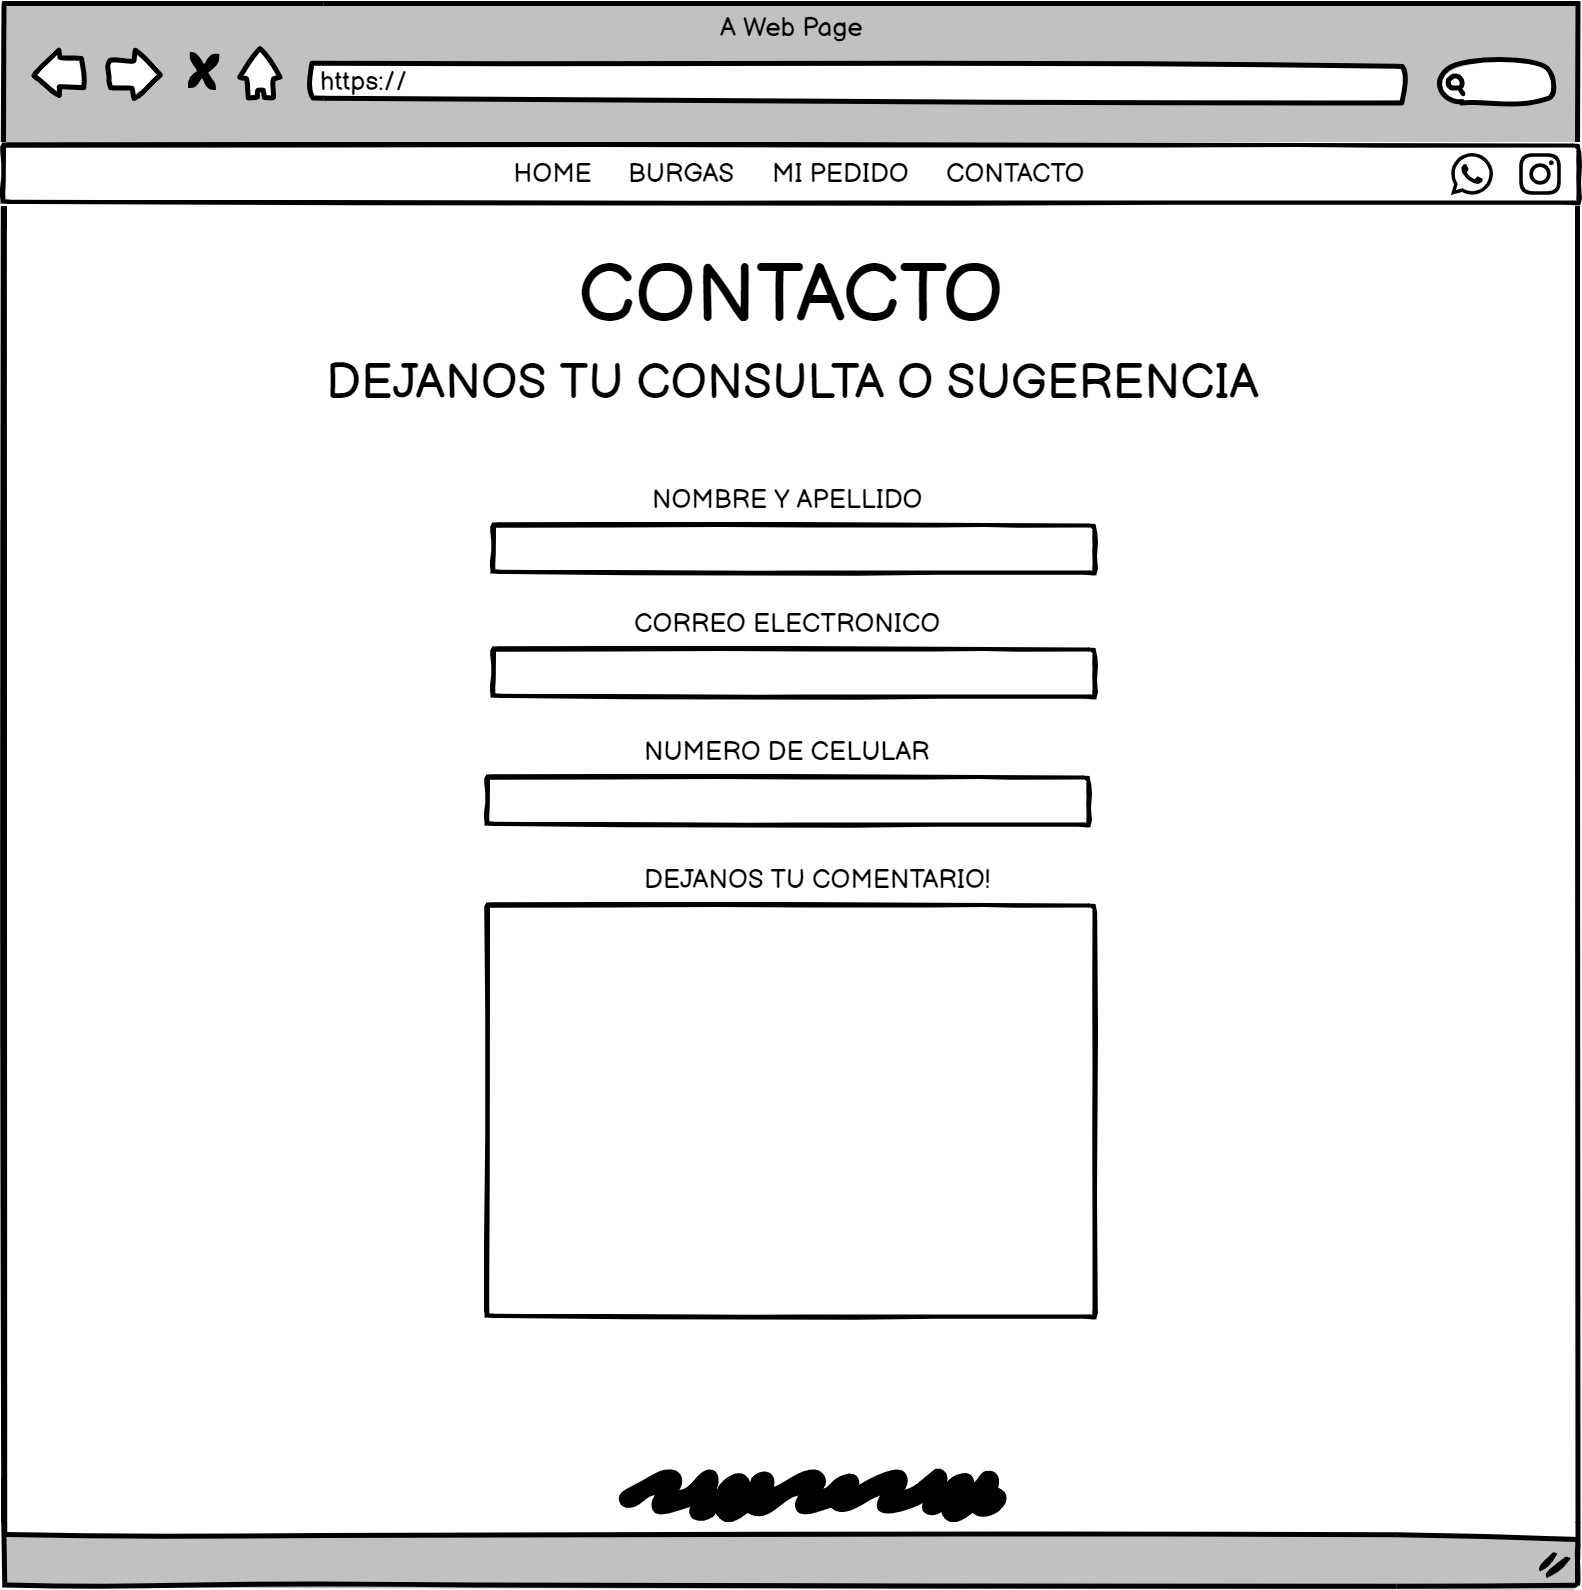 A Web Page
https://
HOME BURGAS MI PEDIDO CONTACTO
CONTACTO
DEJANOS TU CONSULTA O SUGERENCIA
NOMBRE Y APELLIDO
CORREO ELECTRONICO
NUMERO DE CELULAR
DEJANOS TU COMENTARIO!